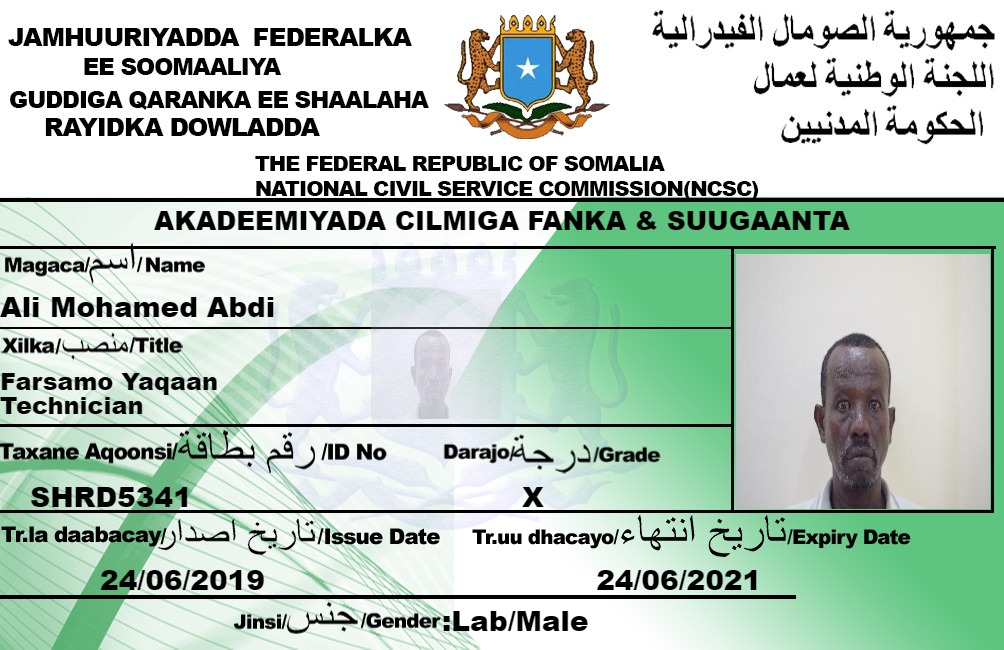 JAMHUURIYADDA FEDERALKA
EE SOOMAALIYA
GUDDIGA QARANKA EE SHAALAHA
RAYIDKA DOWLADDA
جمهورية الصومال الفيدرالية
اللجنة الوطنية لعمال
الحكومة المدنيين
THE FEDERAL REPUBLIC OF SOMALIA
NATIONAL CIVIL SERVICE COMMISSION(NCSC)
AKADEEMIYADA CILMIGA FANKA & SUUGAANTA
Magaca/اسم/Name
Ali Mohamed Abdi
Xilka/منصب/Title
Farsamo Yaqaan
Technician
Taxane Aqoonsi/رقم بطاقة/ID No
Darajo/درجة/Grade
SHRD5341
X
Tr.la daabacay/تاريخ اصدار/Issue Date
Tr.uu dhacayo/تاريخ انتهاء/Expiry Date
24/06/2019
24/06/2021
Jinsi/جنس/Gender:Lab/Male